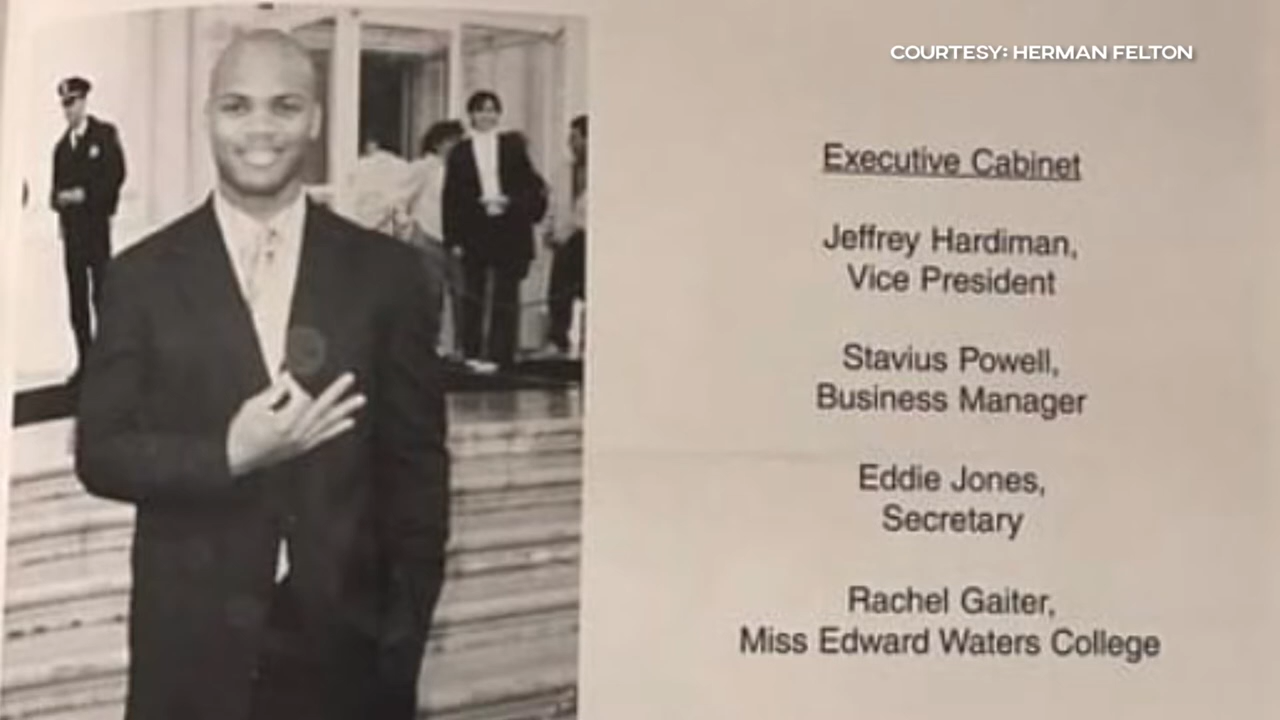 COURTESY: HERMAN FELTON
Executive Cabinet
Jeffrey Hardiman,
Vice President
Stavius Powell,
Business Manager
Eddie Jones,
Secretary
Rachel Gaiter,
Miss Edward Waters College